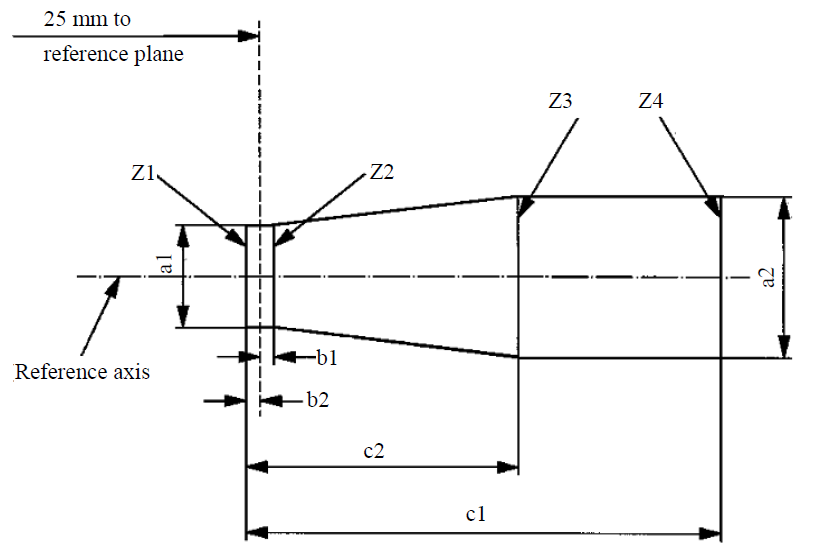 25 mm to
reference plane
Z3
Z4
Z1
Z2
a1
a2
Reference axis
b1
b2
c2
c1